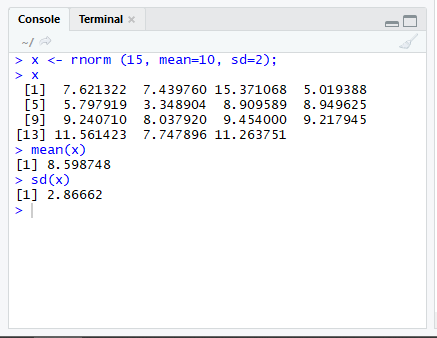 Console Terminal ×
~/
> x <- rnorm (15, mean=10, sd=2);
> x
[1] 7.621322 7.439760 15.371068 5.019388
[5] 5.797919 3.348904 8.909589 8.949625
[9] 9.240710 8.037920 9.454000 9.217945
[13] 11.561423 7.747896 11.263751
> mean(x)
[1] 8.598748
> sd(x)
[1] 2.86662
>